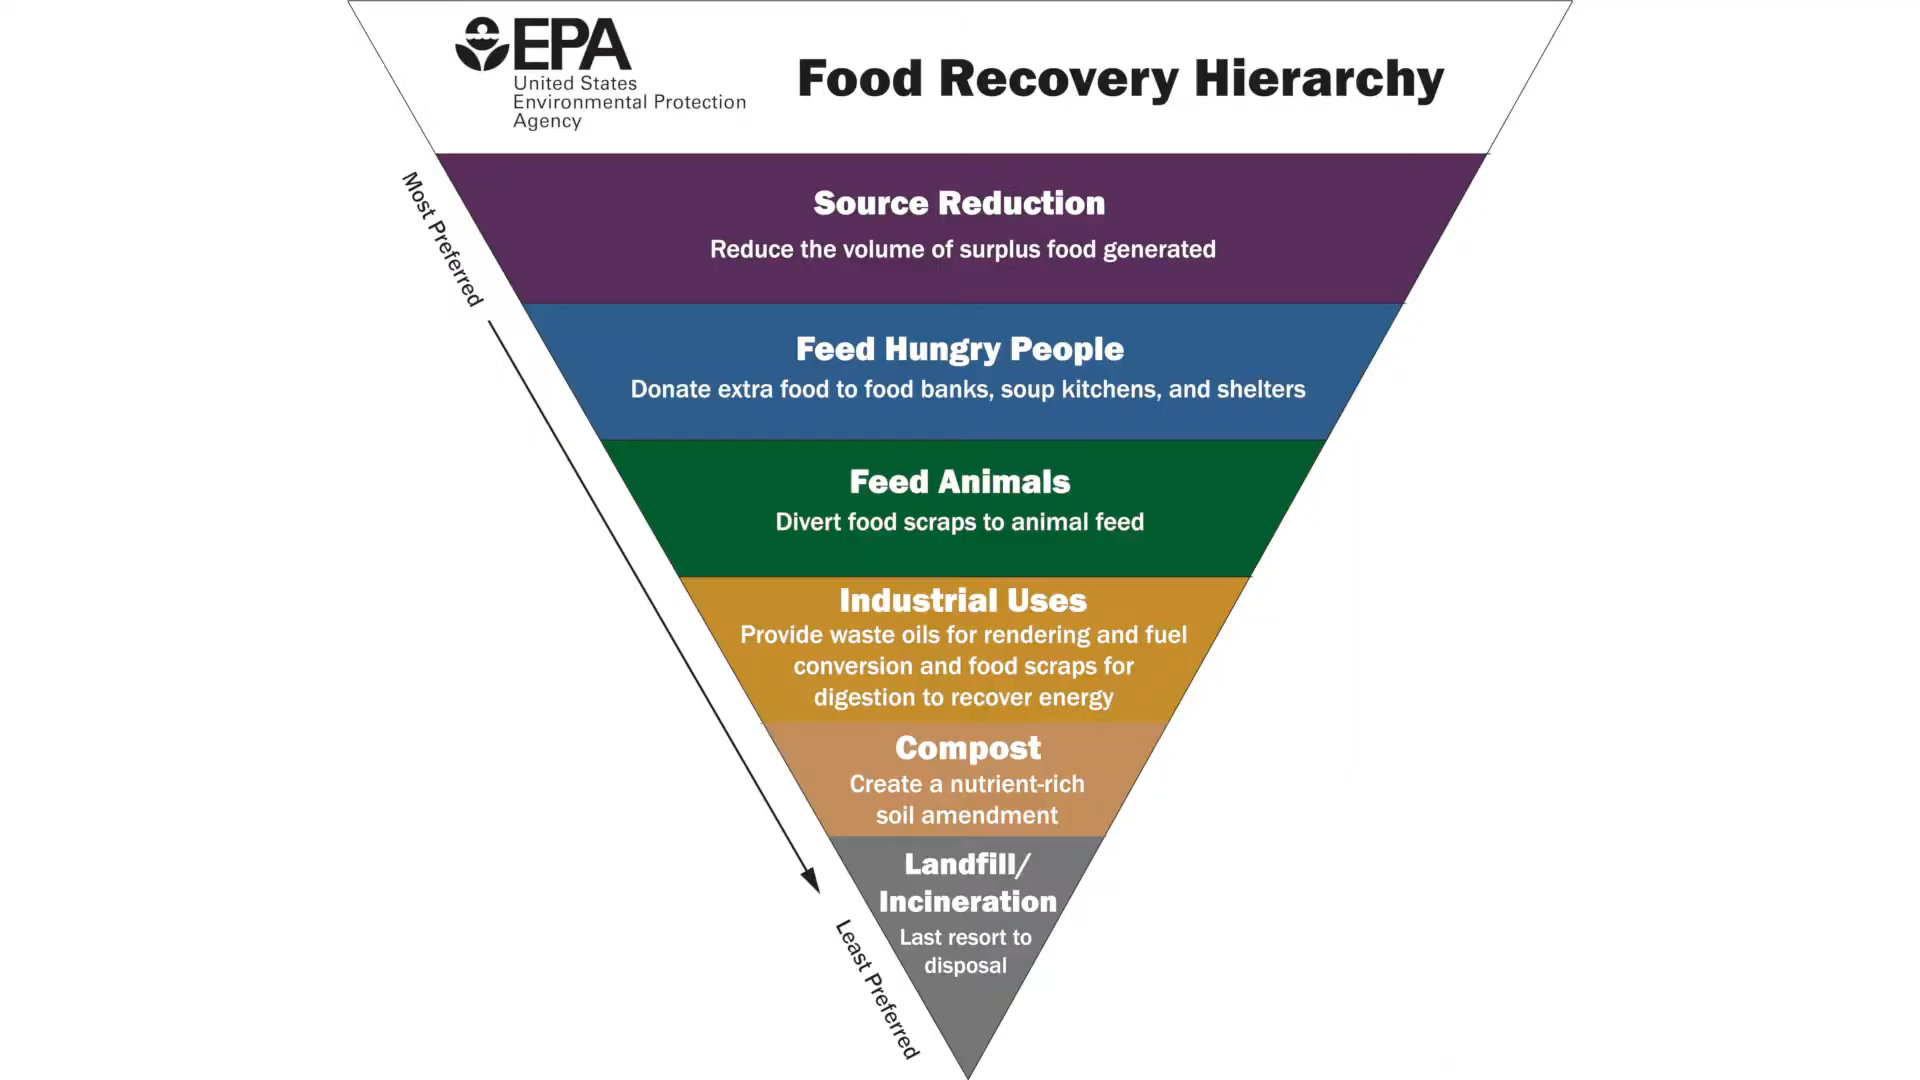 EPA
United States
Environmental Protection
Agency
Food Recovery Hierarchy
Most Preferred
Source Reduction
Reduce the volume of surplus food generated
Feed Hungry People
Donate extra food to food banks, soup kitchens, and shelters
Feed Animals
Divert food scraps to animal feed
Industrial Uses
Provide waste oils for rendering and fuel
conversion and food scraps for
digestion to recover energy
Compost
Create a nutrient-rich
soil amendment
Landfill/
Incineration
Last resort to
disposal
Least Preferred